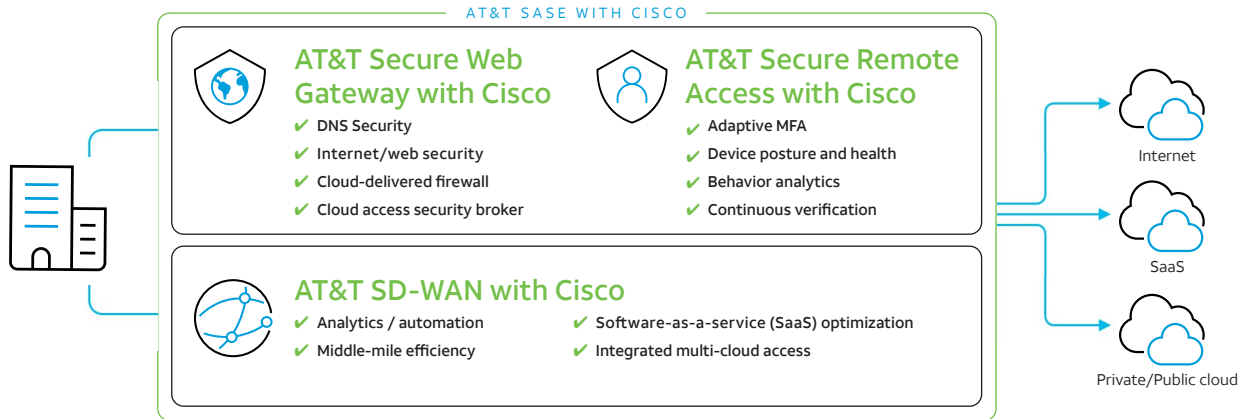 AT&T SASE WITH CISCO
AT&T Secure Web
Gateway with Cisco
DNS Security
Internet/web security
Cloud-delivered firewall
Cloud access security broker
AT&T Secure Remote
Access with Cisco
Adaptive MFA
Device posture and health
Behavior analytics
Continuous verification
AT&T SD-WAN with Cisco
Analytics / automation
Middle-mile efficiency
Software-as-a-service (SaaS) optimization
Integrated multi-cloud access
Internet
SaaS
Private/Public cloud